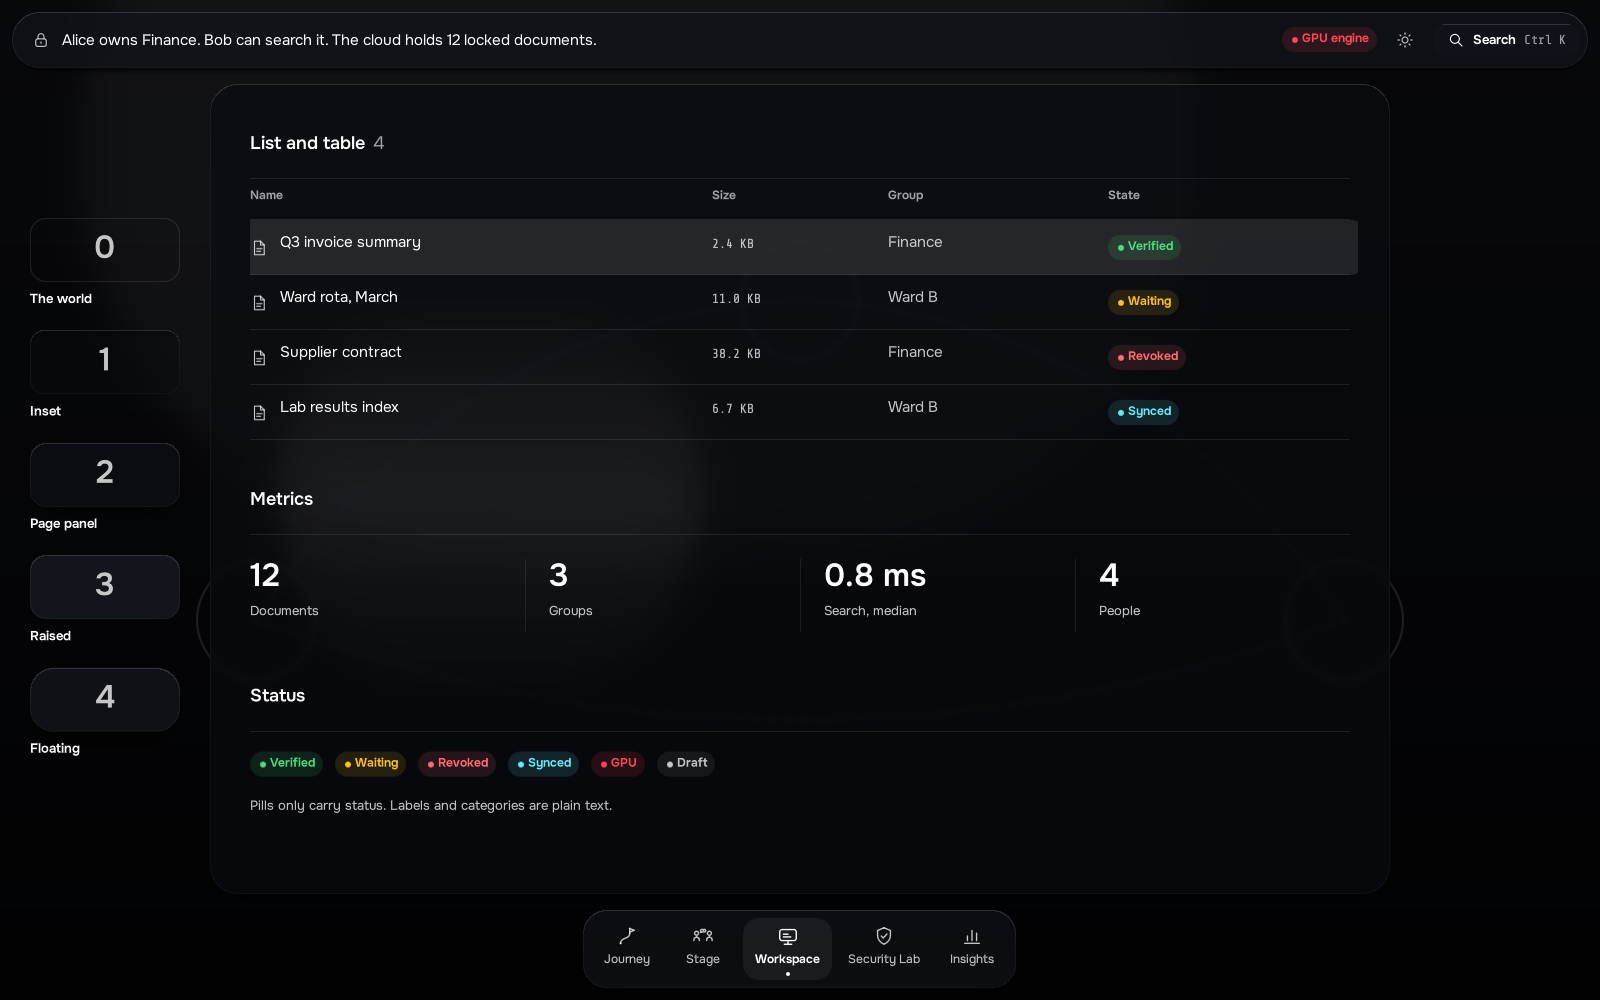 Alice owns Finance. Bob can search it. The cloud holds 12 locked documents.
GPU engine
Search Ctrl K
List and table 4
Name Size Group State
Q3 invoice summary 2.4 KB Finance Verified
Ward rota, March 11.0 KB Ward B Waiting
Supplier contract 38.2 KB Finance Revoked
Lab results index 6.7 KB Ward B Synced
0
The world
1
Inset
2
Page panel
3
Raised
4
Floating
Metrics
12 3 0.8 ms 4
Documents Groups Search, median People
Status
Verified Waiting Revoked Synced GPU Draft
Pills only carry status. Labels and categories are plain text.
Journey Stage Workspace Security Lab Insights